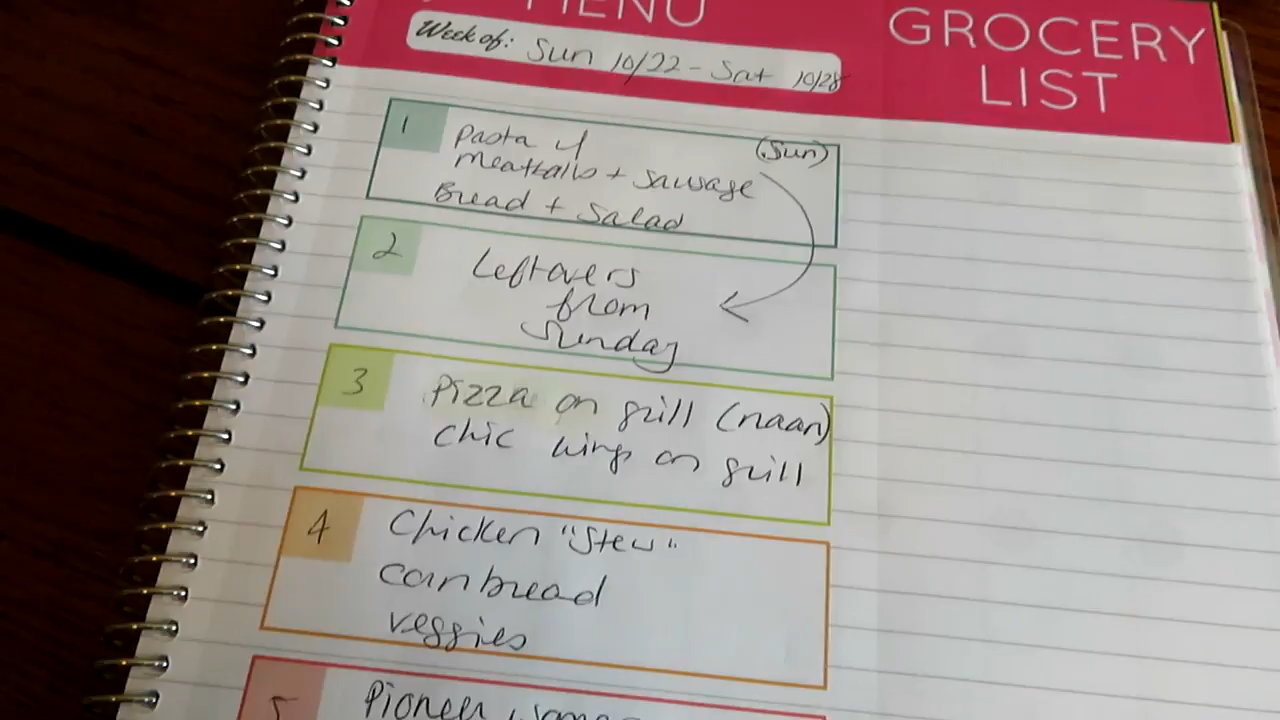 MENU
GROCERY
LIST
Week of: Sun 10/22 - Sat 10/28
1
Pasta w/
(Sun)
meatballs + sausage
Bread + Salad
2
Leftovers
from
Sunday
3
Pizza on grill (naan)
chic wings on grill
4
Chicken "Stew"
cornbread
veggies
5
Pioneer